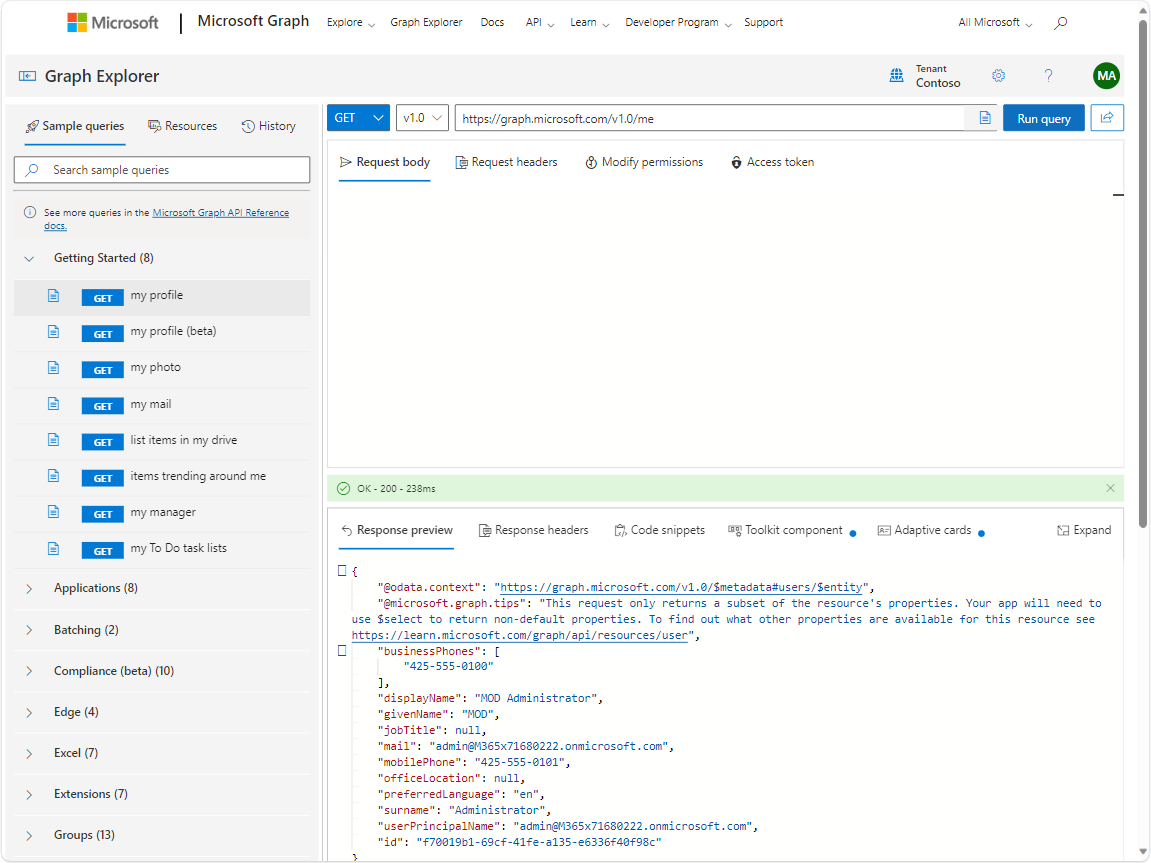 Microsoft | Microsoft Graph Explore Graph Explorer Docs API Learn Developer Program Support All Microsoft
Graph Explorer
Tenant
Contoso
?
MA
Sample queries Resources History
Search sample queries
See more queries in the Microsoft Graph API Reference
docs.
Getting Started (8)
GET my profile
GET my profile (beta)
GET my photo
GET my mail
GET list items in my drive
GET items trending around me
GET my manager
GET my To Do task lists
Applications (8)
Batching (2)
Compliance (beta) (10)
Edge (4)
Excel (7)
Extensions (7)
Groups (13)
GET v1.0 https://graph.microsoft.com/v1.0/me Run query
Request body Request headers Modify permissions Access token
OK - 200 - 238ms
Response preview Response headers Code snippets Toolkit component Adaptive cards Expand
{
"@odata.context": "https://graph.microsoft.com/v1.0/$metadata#users/$entity",
"@microsoft.graph.tips": "This request only returns a subset of the resource's properties. Your app will need to
use $select to return non-default properties. To find out what other properties are available for this resource see
https://learn.microsoft.com/graph/api/resources/user",
"businessPhones": [
"425-555-0100"
],
"displayName": "MOD Administrator",
"givenName": "MOD",
"jobTitle": null,
"mail": "admin@M365x71680222.onmicrosoft.com",
"mobilePhone": "425-555-0101",
"officeLocation": null,
"preferredLanguage": "en",
"surname": "Administrator",
"userPrincipalName": "admin@M365x71680222.onmicrosoft.com",
"id": "f70019b1-69cf-41fe-a135-e6336f40f98c"
}